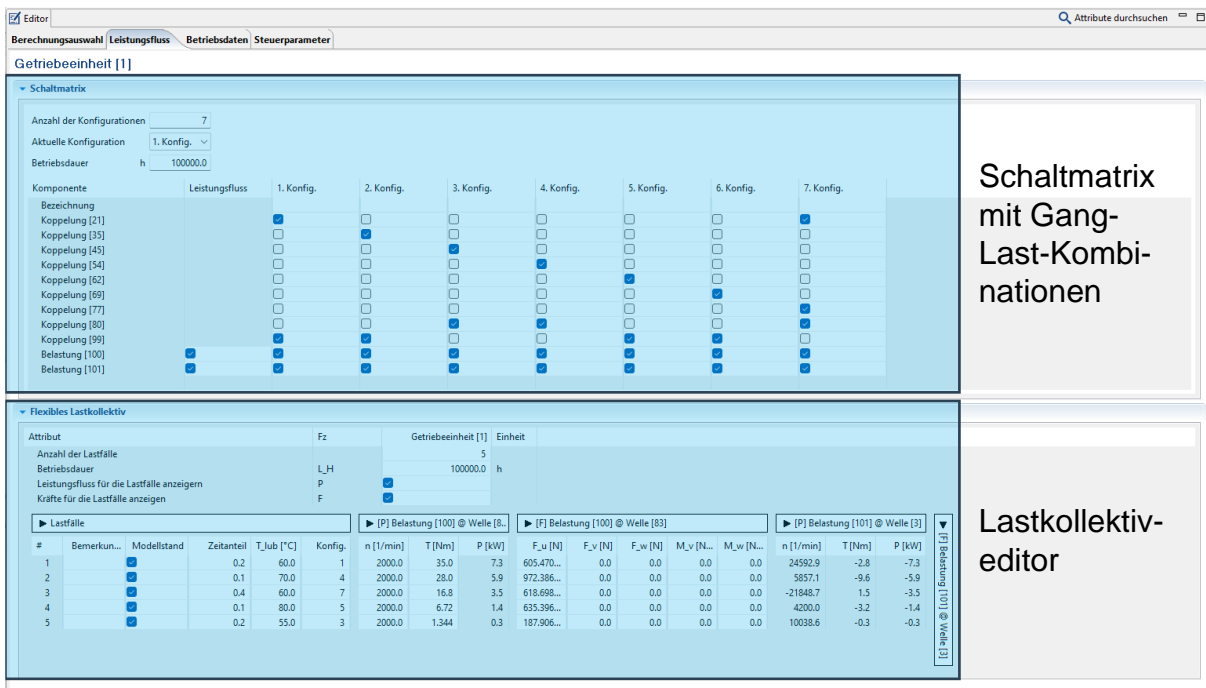 Editor
Attribute durchsuchen
Berechnungsauswahl Leistungsfluss Betriebsdaten Steuerparameter
Getriebeeinheit [1]
Schaltmatrix
Anzahl der Konfigurationen 7
Aktuelle Konfiguration 1. Konfig.
Betriebsdauer h 100000.0
Komponente Leistungsfluss 1. Konfig. 2. Konfig. 3. Konfig. 4. Konfig. 5. Konfig. 6. Konfig. 7. Konfig.
Bezeichnung
Koppelung [21]
Koppelung [35]
Koppelung [45]
Koppelung [54]
Koppelung [62]
Koppelung [69]
Koppelung [77]
Koppelung [80]
Koppelung [99]
Belastung [100]
Belastung [101]
Schaltmatrix
mit Gang-
Last-Kombi-
nationen
Flexibles Lastkollektiv
Attribut Fz Getriebeeinheit [1] Einheit
Anzahl der Lastfälle 5
Betriebsdauer L_H 100000.0 h
Leistungsfluss für die Lastfälle anzeigen P
Kräfte für die Lastfälle anzeigen F
Lastfälle [P] Belastung [100] @ Welle [8.. [F] Belastung [100] @ Welle [83] [P] Belastung [101] @ Welle [3]
# Bemerkun... Modellstand Zeitanteil T_lub [°C] Konfig. n [1/min] T [Nm] P [kW] F_u [N] F_v [N] F_w [N] M_v [N... M_w [N... n [1/min] T [Nm] P [kW]
1 0.2 60.0 1 2000.0 35.0 7.3 605.470... 0.0 0.0 0.0 0.0 24592.9 -2.8 -7.3
2 0.1 70.0 4 2000.0 28.0 5.9 972.386... 0.0 0.0 0.0 0.0 5857.1 -9.6 -5.9
3 0.4 60.0 7 2000.0 16.8 3.5 618.698... 0.0 0.0 0.0 0.0 -21848.7 1.5 -3.5
4 0.1 80.0 5 2000.0 6.72 1.4 635.396... 0.0 0.0 0.0 0.0 4200.0 -3.2 -1.4
5 0.2 55.0 3 2000.0 1.344 0.3 187.906... 0.0 0.0 0.0 0.0 10038.6 -0.3 -0.3
[F] Belastung [101] @ Welle [3]
Lastkollektiv-
editor